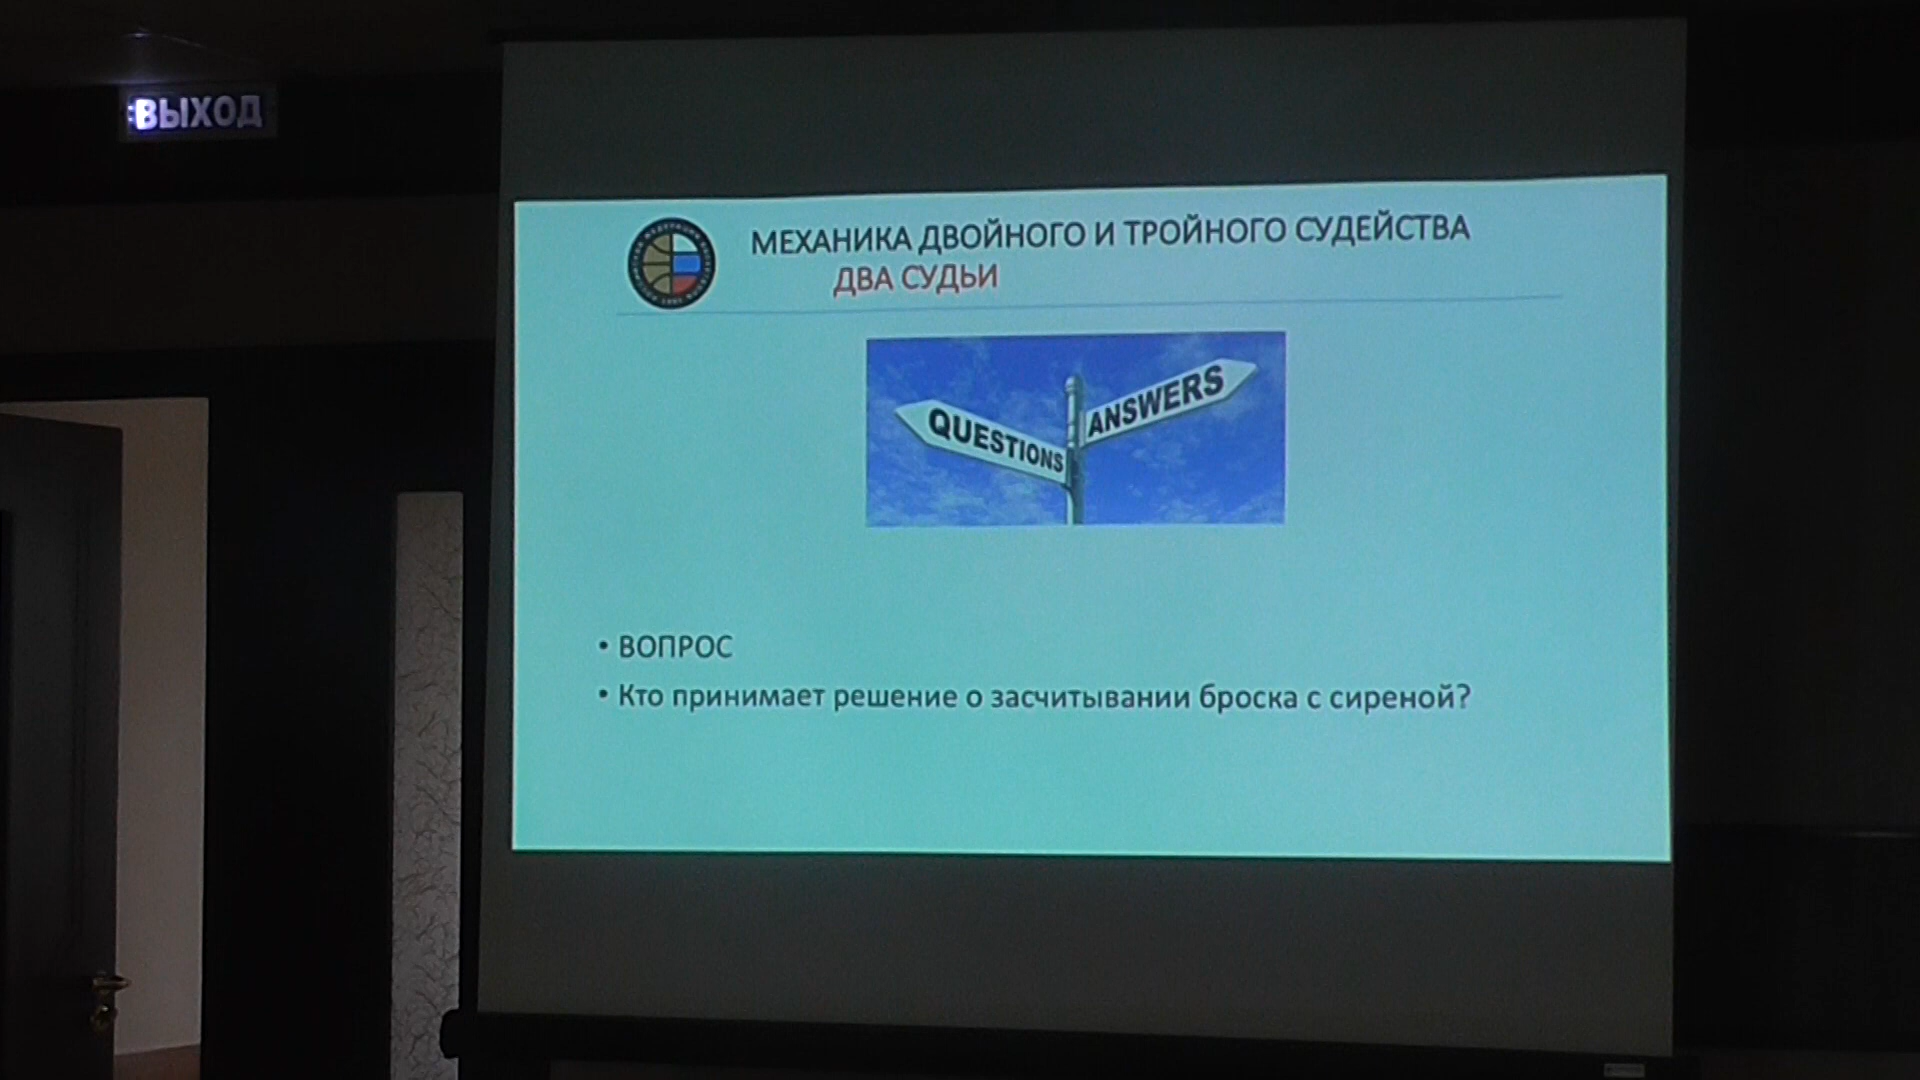 ВЫХОД
МЕХАНИКА ДВОЙНОГО И ТРОЙНОГО СУДЕЙСТВА
ДВА СУДЬИ
QUESTIONS
ANSWERS
• ВОПРОС
• Кто принимает решение о засчитывании броска с сиреной?